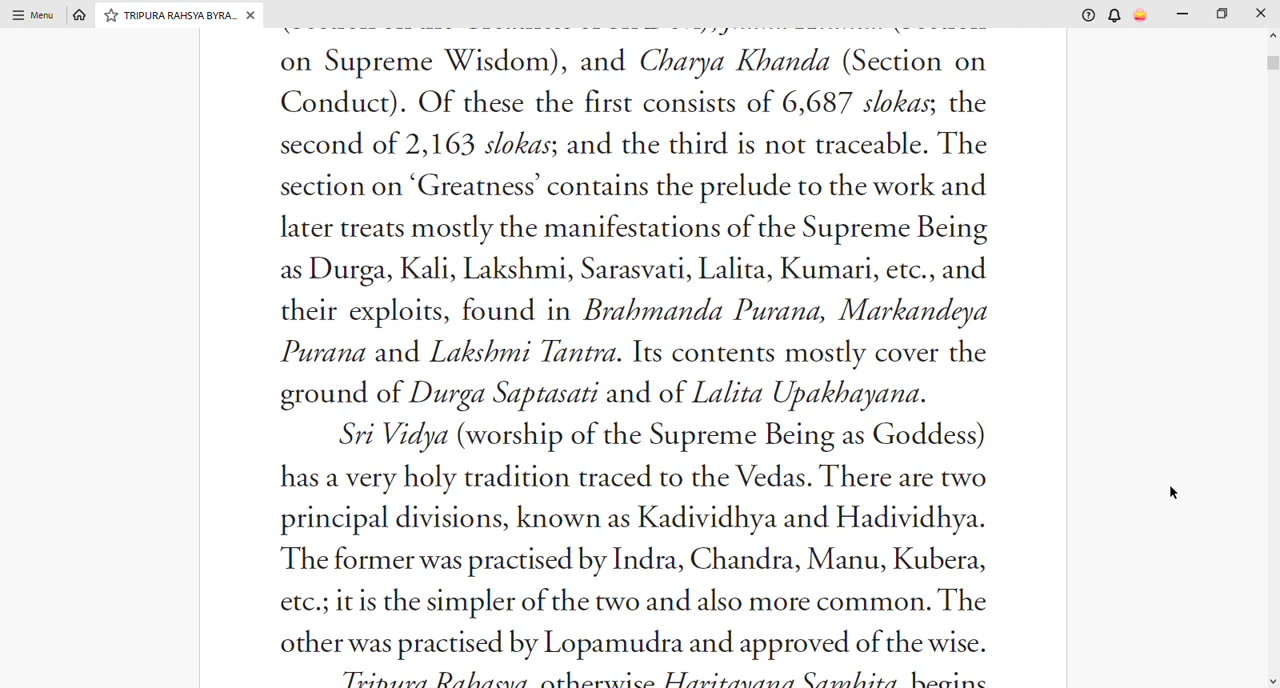 Menu
TRIPURA RAHSYA BYRA...
on Supreme Wisdom), and Charya Khanda (Section on
Conduct). Of these the first consists of 6,687 slokas; the
second of 2,163 slokas; and the third is not traceable. The
section on ‘Greatness’ contains the prelude to the work and
later treats mostly the manifestations of the Supreme Being
as Durga, Kali, Lakshmi, Sarasvati, Lalita, Kumari, etc., and
their exploits, found in Brahmanda Purana, Markandeya
Purana and Lakshmi Tantra. Its contents mostly cover the
ground of Durga Saptasati and of Lalita Upakhayana.
Sri Vidya (worship of the Supreme Being as Goddess)
has a very holy tradition traced to the Vedas. There are two
principal divisions, known as Kadividhya and Hadividhya.
The former was practised by Indra, Chandra, Manu, Kubera,
etc.; it is the simpler of the two and also more common. The
other was practised by Lopamudra and approved of the wise.
Tripura Rahasya, otherwise Haritayana Samhita, begins